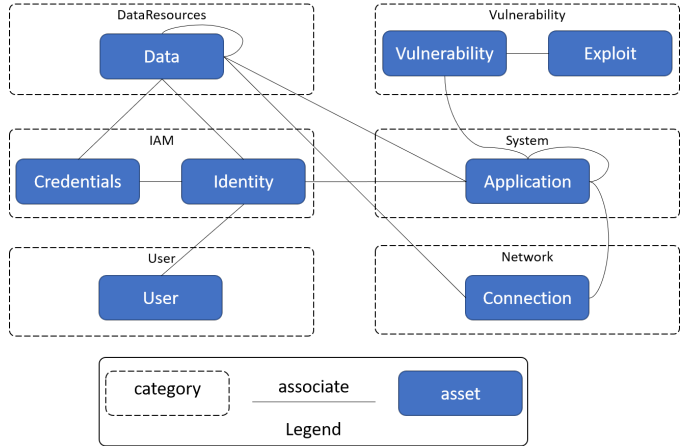 DataResources
Vulnerability
Data
Vulnerability
Exploit
IAM
System
Credentials
Identity
Application
User
Network
User
Connection
category
associate
asset
Legend